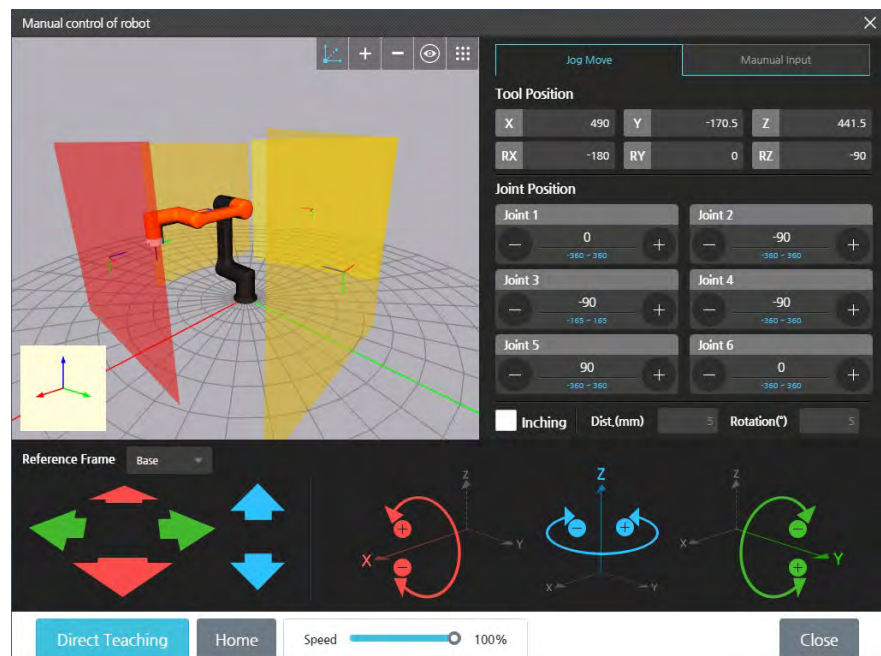 Manual control of robot
Jog Move
Maunual Input
Tool Position
X 490 Y -170.5 Z 441.5
RX -180 RY 0 RZ -90
Joint Position
Joint 1 Joint 2
− 0 + − -90 +
-360 ~ 360 -360 ~ 360
Joint 3 Joint 4
− -90 + − -90 +
-165 ~ 165 -360 ~ 360
Joint 5 Joint 6
− 90 + − 0 +
-360 ~ 360 -360 ~ 360
Inching Dist.(mm) 5 Rotation(°) 5
Reference Frame Base
Z
X
Y
+
−
Z
X
Y
−
+
Z
X
Y
−
+
Direct Teaching Home Speed 100% Close